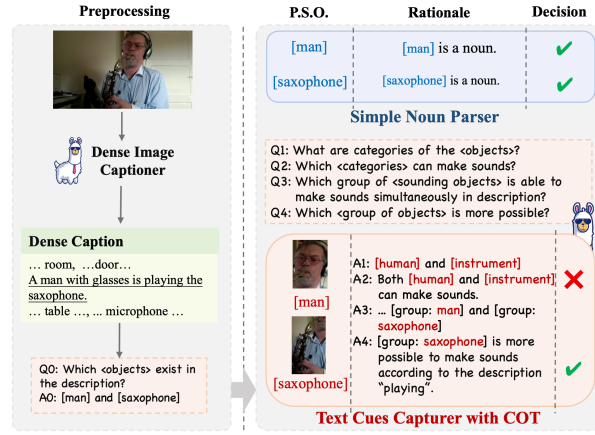 Preprocessing
Dense Image
Captioner
Dense Caption
… room, …door…
A man with glasses is playing the
saxophone.
… table …, ... microphone …
Q0: Which <objects> exist in
the description?
A0: [man] and [saxophone]
P.S.O.
Rationale
Decision
[man]
[man] is a noun.
[saxophone]
[saxophone] is a noun.
Simple Noun Parser
Q1: What are categories of the <objects>?
Q2: Which <categories> can make sounds?
Q3: Which group of <sounding objects> is able to
make sounds simultaneously in description?
Q4: Which <group of objects> is more possible?
[man]
[saxophone]
A1: [human] and [instrument]
A2: Both [human] and [instrument]
can make sounds.
A3: … [group: man] and [group:
saxophone]
A4: [group: saxophone] is more
possible to make sounds
according to the description
“playing”.
Text Cues Capturer with COT